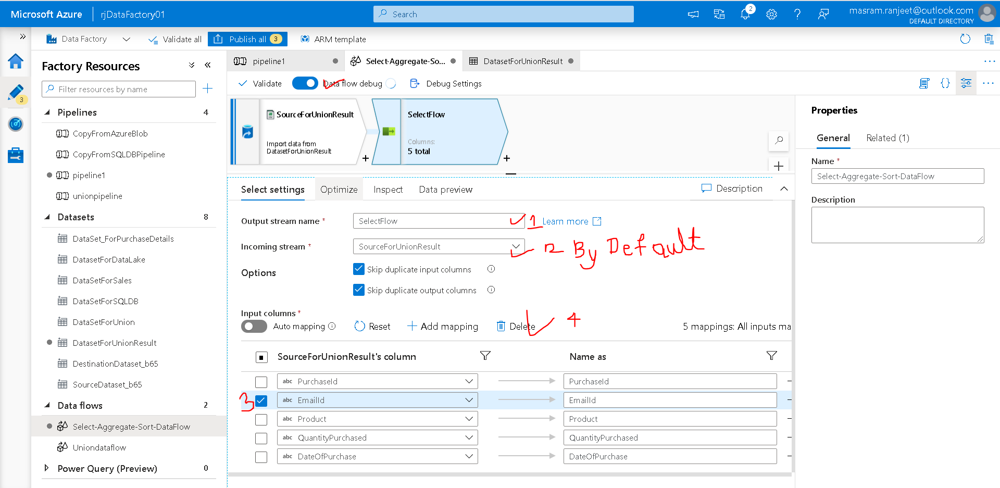 Microsoft Azure
rjDataFactory01
Search
2
masram.ranjeet@outlook.com
DEFAULT DIRECTORY
Data Factory
Validate all
Publish all 3
ARM template
3
Factory Resources
Filter resources by name
Pipelines 4
CopyFromAzureBlob
CopyFromSQLDBPipeline
pipeline1
unionpipeline
Datasets 8
DataSet_ForPurchaseDetails
DatasetForDataLake
DataSetForSales
DataSetForSQLDB
DataSetForUnion
DatasetForUnionResult
DestinationDataset_b65
SourceDataset_b65
Data flows 2
Select-Aggregate-Sort-DataFlow
Uniondataflow
Power Query (Preview) 0
pipeline1
Select-Aggregate-So...
DatasetForUnionResult
Validate
Data flow debug
Debug Settings
SourceForUnionResult
Import data from
DatasetForUnionResult
+
SelectFlow
Columns:
5 total
+
Select settings
Optimize
Inspect
Data preview
Description
Output stream name *
SelectFlow
1
Learn more
Incoming stream *
SourceForUnionResult
2 By Default
Options
Skip duplicate input columns
Skip duplicate output columns
Input columns *
Auto mapping
Reset
Add mapping
Delete
4
5 mappings: All inputs ma
SourceForUnionResult's column
Name as
abc PurchaseId
PurchaseId
3
abc EmailId
EmailId
abc Product
Product
abc QuantityPurchased
QuantityPurchased
abc DateOfPurchase
DateOfPurchase
Properties
General
Related (1)
Name *
Select-Aggregate-Sort-DataFlow
Description